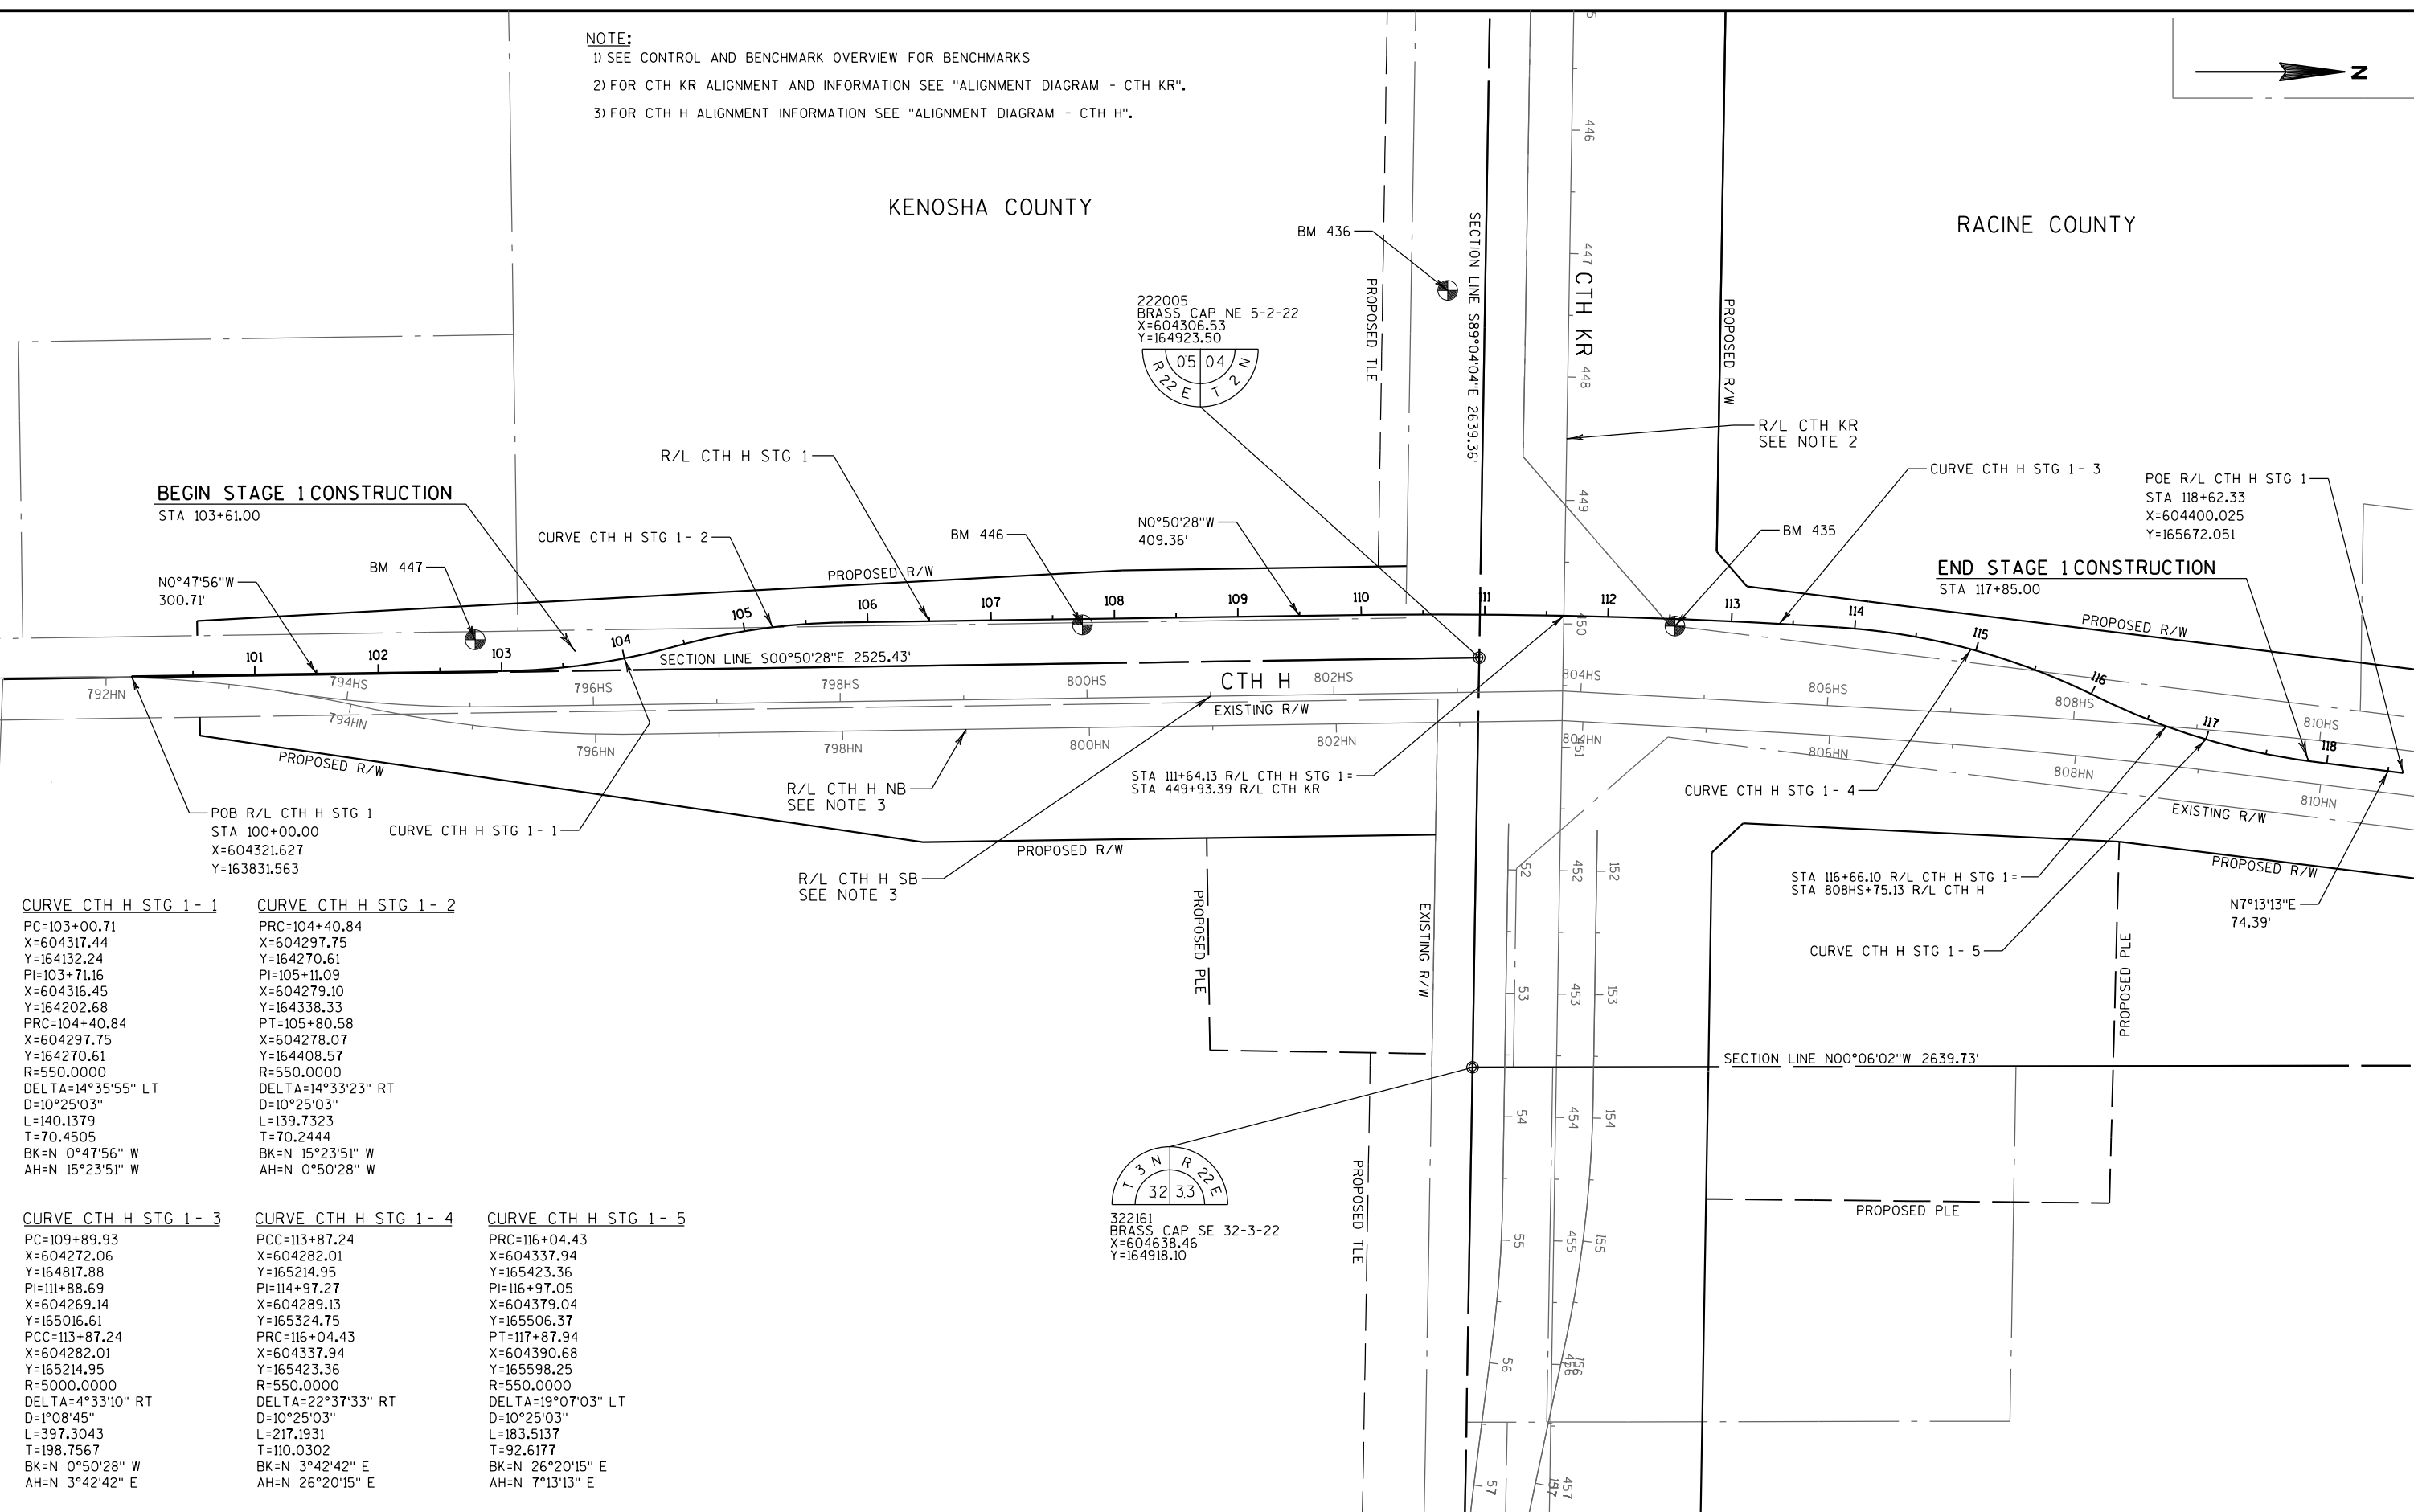 NOTE:
1) SEE CONTROL AND BENCHMARK OVERVIEW FOR BENCHMARKS
2) FOR CTH KR ALIGNMENT AND INFORMATION SEE "ALIGNMENT DIAGRAM - CTH KR".
3) FOR CTH H ALIGNMENT INFORMATION SEE "ALIGNMENT DIAGRAM - CTH H".
N
KENOSHA COUNTY
RACINE COUNTY
BM 436
222005
BRASS CAP NE 5-2-22
X=604306.53
Y=164923.50
05 04
R 22 E T 2 N
PROPOSED TLE
SECTION LINE S89°04'04"E 2639.36'
446
447
CTH KR
448
449
450
451
PROPOSED R/W
R/L CTH KR
SEE NOTE 2
R/L CTH H STG 1
BEGIN STAGE 1 CONSTRUCTION
STA 103+61.00
CURVE CTH H STG 1- 2
BM 446
N0°50'28"W
409.36'
BM 435
CURVE CTH H STG 1- 3
POE R/L CTH H STG 1
STA 118+62.33
X=604400.025
Y=165672.051
END STAGE 1 CONSTRUCTION
STA 117+85.00
BM 447
N0°47'56"W
300.71'
PROPOSED R/W
PROPOSED R/W
101
102
103
104
105
106
107
108
109
110
111
112
113
114
115
116
117
118
SECTION LINE S00°50'28"E 2525.43'
CTH H
EXISTING R/W
792HN
794HS
796HS
798HS
800HS
802HS
804HS
806HS
808HS
810HS
794HN
796HN
798HN
800HN
802HN
804HN
806HN
808HN
810HN
PROPOSED R/W
R/L CTH H NB
SEE NOTE 3
STA 111+64.13 R/L CTH H STG 1 =
STA 449+93.39 R/L CTH KR
CURVE CTH H STG 1- 4
EXISTING R/W
POB R/L CTH H STG 1
STA 100+00.00
X=604321.627
Y=163831.563
CURVE CTH H STG 1- 1
PROPOSED R/W
R/L CTH H SB
SEE NOTE 3
STA 116+66.10 R/L CTH H STG 1 =
STA 808HS+75.13 R/L CTH H
PROPOSED R/W
N7°13'13"E
74.39'
CURVE CTH H STG 1- 5
PROPOSED PLE
EXISTING R/W
PROPOSED PLE
52
452
152
53
453
153
54
454
154
55
455
155
56
456
156
57
157
457
SECTION LINE N00°06'02"W 2639.73'
PROPOSED PLE
PROPOSED TLE
T 3 N R 22 E
32 33
322161
BRASS CAP SE 32-3-22
X=604638.46
Y=164918.10
CURVE CTH H STG 1- 1
PC=103+00.71
X=604317.44
Y=164132.24
PI=103+71.16
X=604316.45
Y=164202.68
PRC=104+40.84
X=604297.75
Y=164270.61
R=550.0000
DELTA=14°35'55" LT
D=10°25'03"
L=140.1379
T=70.4505
BK=N 0°47'56" W
AH=N 15°23'51" W
CURVE CTH H STG 1- 2
PRC=104+40.84
X=604297.75
Y=164270.61
PI=105+11.09
X=604279.10
Y=164338.33
PT=105+80.58
X=604278.07
Y=164408.57
R=550.0000
DELTA=14°33'23" RT
D=10°25'03"
L=139.7323
T=70.2444
BK=N 15°23'51" W
AH=N 0°50'28" W
CURVE CTH H STG 1- 3
PC=109+89.93
X=604272.06
Y=164817.88
PI=111+88.69
X=604269.14
Y=165016.61
PCC=113+87.24
X=604282.01
Y=165214.95
R=5000.0000
DELTA=4°33'10" RT
D=1°08'45"
L=397.3043
T=198.7567
BK=N 0°50'28" W
AH=N 3°42'42" E
CURVE CTH H STG 1- 4
PCC=113+87.24
X=604282.01
Y=165214.95
PI=114+97.27
X=604289.13
Y=165324.75
PRC=116+04.43
X=604337.94
Y=165423.36
R=550.0000
DELTA=22°37'33" RT
D=10°25'03"
L=217.1931
T=110.0302
BK=N 3°42'42" E
AH=N 26°20'15" E
CURVE CTH H STG 1- 5
PRC=116+04.43
X=604337.94
Y=165423.36
PI=116+97.05
X=604379.04
Y=165506.37
PT=117+87.94
X=604390.68
Y=165598.25
R=550.0000
DELTA=19°07'03" LT
D=10°25'03"
L=183.5137
T=92.6177
BK=N 26°20'15" E
AH=N 7°13'13" E